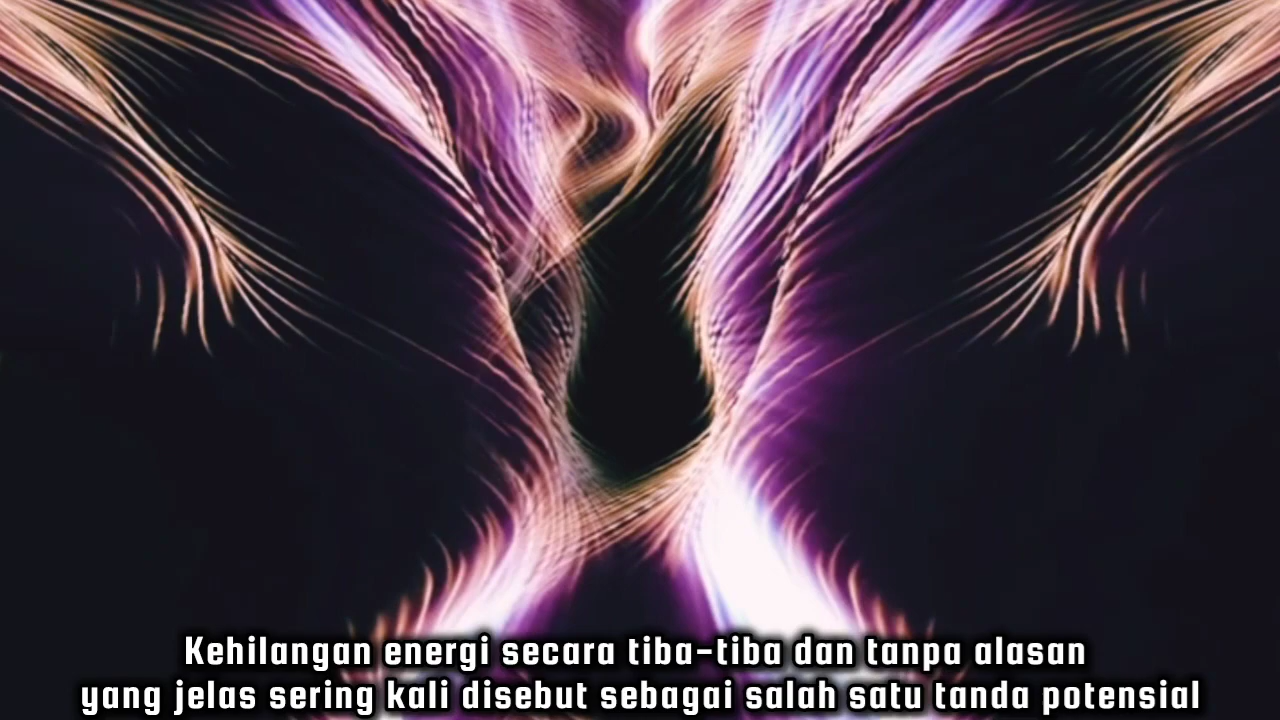 Kehilangan energi secara tiba-tiba dan tanpa alasan
yang jelas sering kali disebut sebagai salah satu tanda potensial